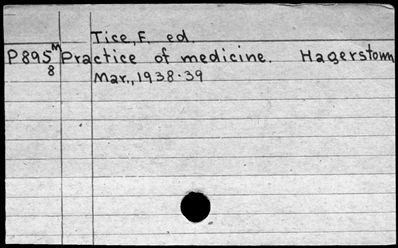 Tice, F. ed.
P895M Practice of medicine. Hagerstown
8 Mar., 1938-39